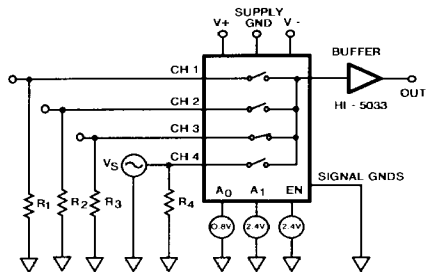 SUPPLY
V+ GND V -
CH 1
BUFFER
OUT
HI - 5033
CH 2
CH 3
CH 4
VS
SIGNAL GNDS
R1 R2 R3 R4
A0 A1 EN
0.8V 2.4V 2.4V